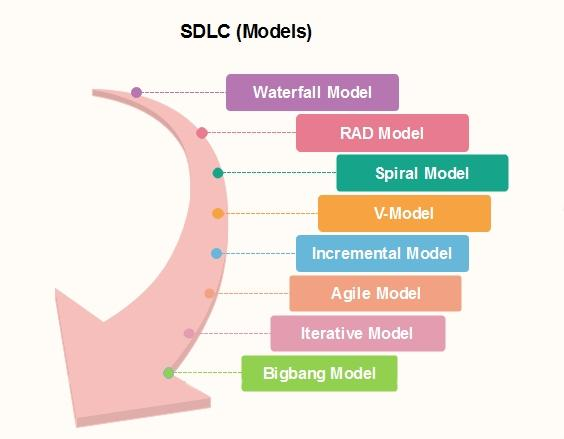 SDLC (Models)
Waterfall Model
RAD Model
Spiral Model
V-Model
Incremental Model
Agile Model
Iterative Model
Bigbang Model